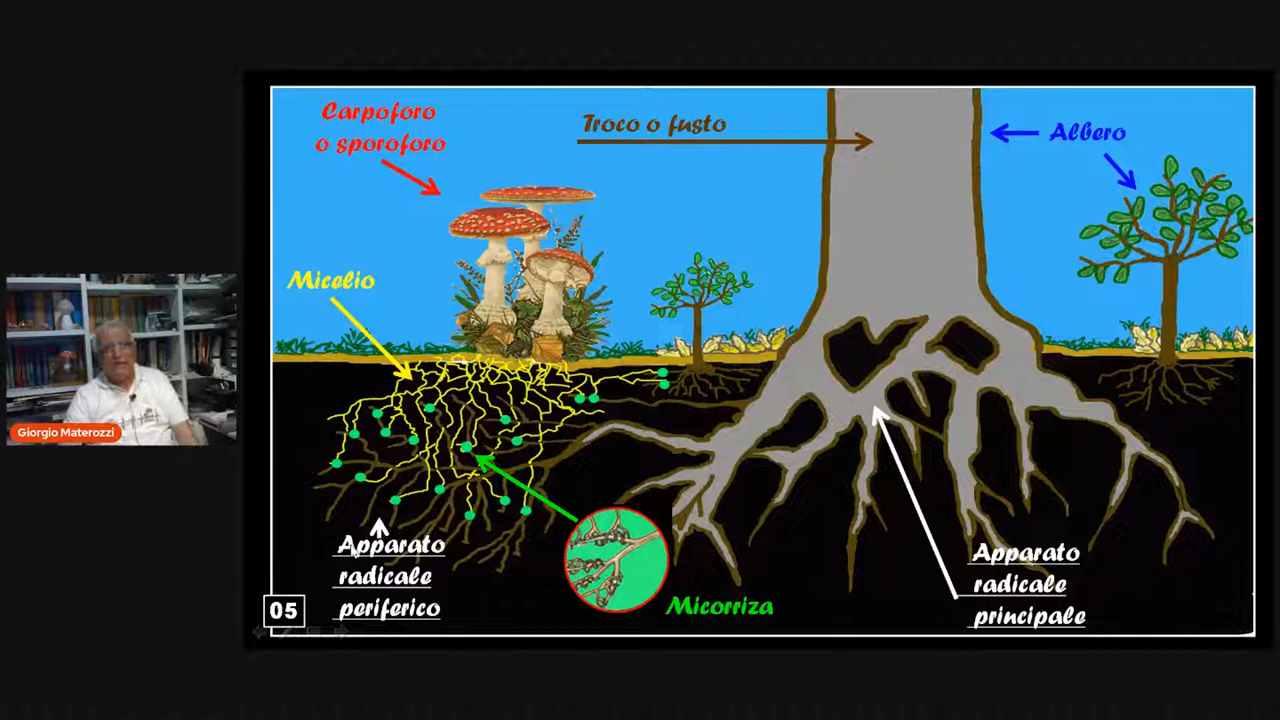 Carpoforo
o sporoforo
Troco o fusto
Albero
Micelio
Giorgio Materozzi
Apparato
radicale
periferico
Micorriza
Apparato
radicale
principale
05